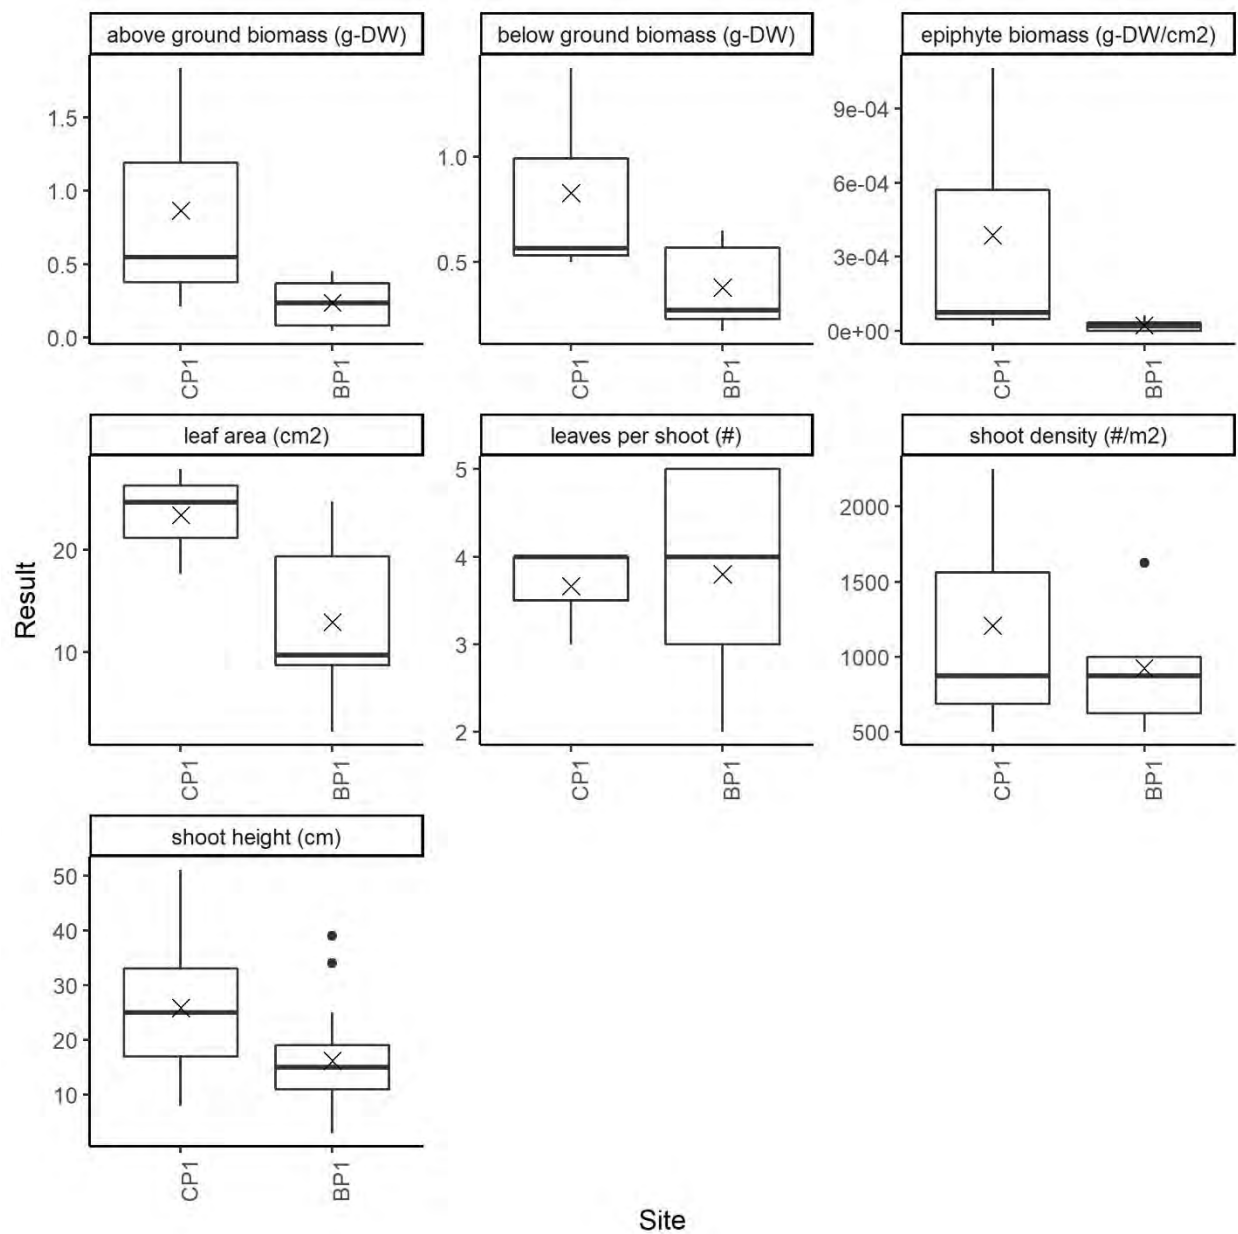 above ground biomass (g-DW)
below ground biomass (g-DW)
epiphyte biomass (g-DW/cm2)
1.5
1.0
0.5
0.0
1.0
0.5
9e-04
6e-04
3e-04
0e+00
CP1
BP1
CP1
BP1
CP1
BP1
leaf area (cm2)
leaves per shoot (#)
shoot density (#/m2)
20
10
5
4
3
2
2000
1500
1000
500
CP1
BP1
CP1
BP1
CP1
BP1
Result
shoot height (cm)
50
40
30
20
10
CP1
BP1
Site